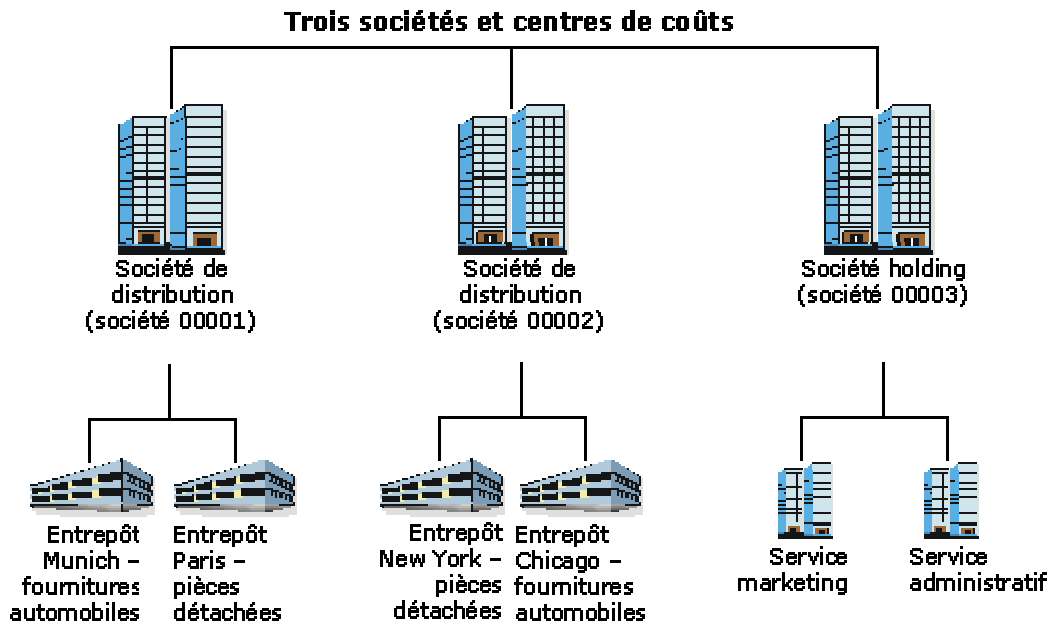 Trois sociétés et centres de coûts
Société de
distribution
(société 00001)
Société de
distribution
(société 00002)
Société holding
(société 00003)
Entrepôt
Munich –
fournitures
automobiles
Entrepôt
Paris –
pièces
détachées
Entrepôt
New York –
pièces
détachées
Entrepôt
Chicago –
fournitures
automobiles
Service
marketing
Service
administratif